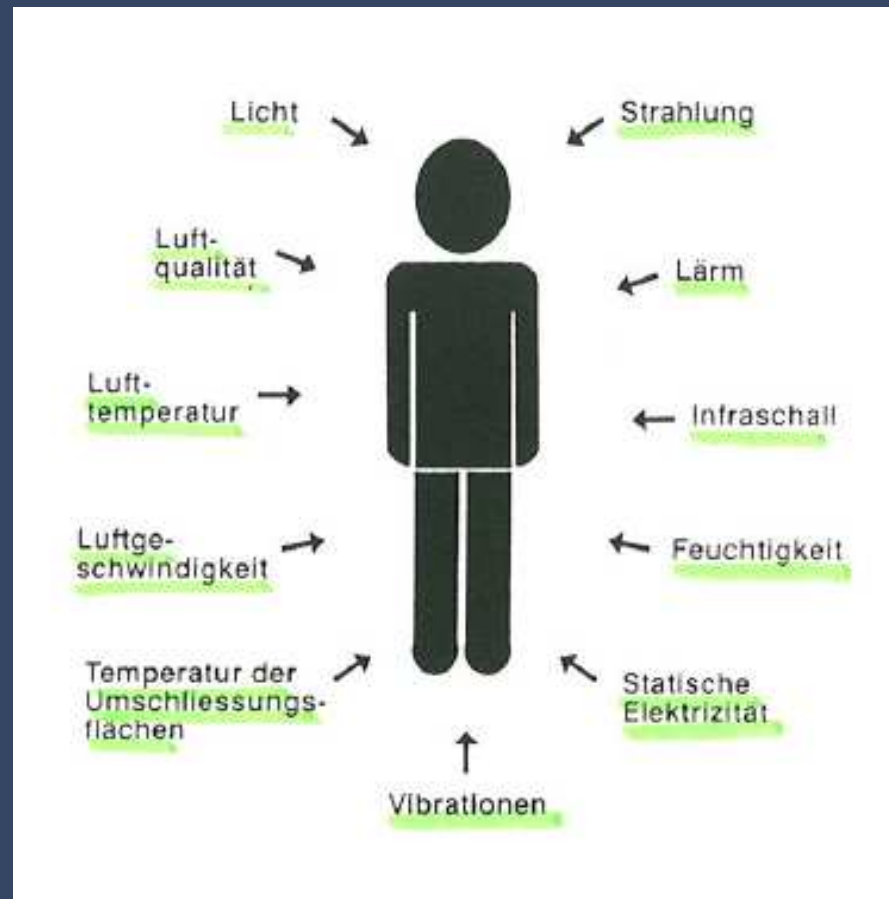 Licht
Strahlung
Luft-
qualität
Lärm
Luft-
temperatur
Infraschall
Luftge-
schwindigkeit
Feuchtigkeit
Temperatur der
Umschliessungs-
flächen
Statische
Elektrizität
Vibrationen